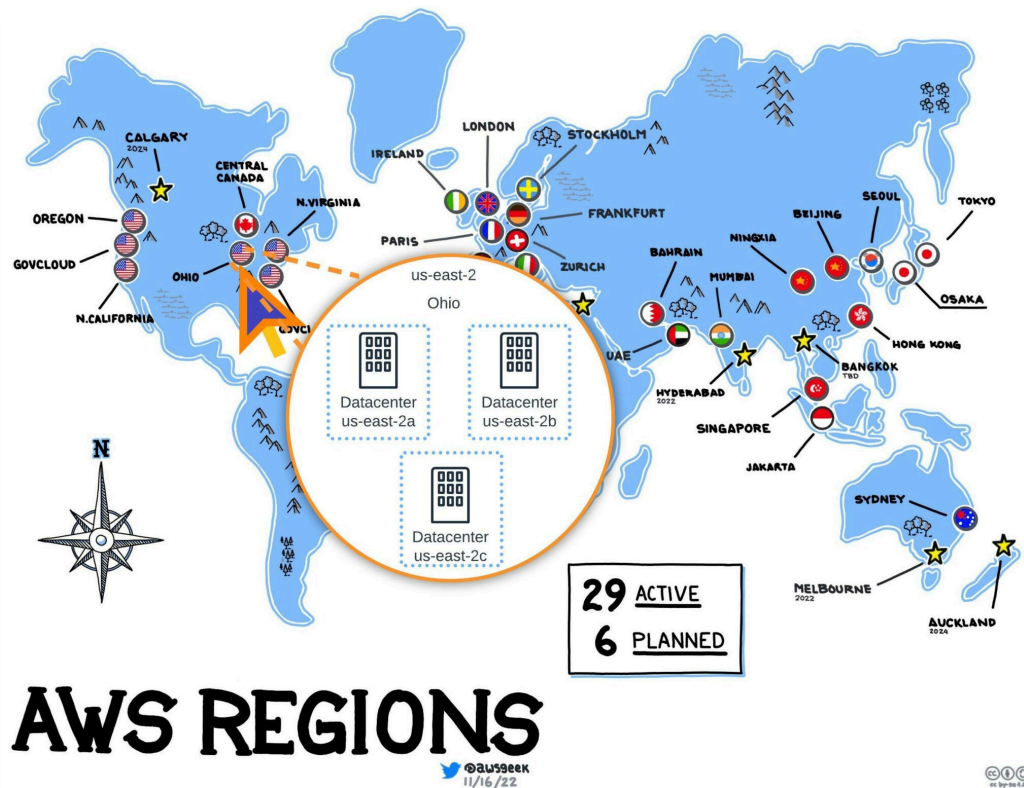 CALGARY
2024
CENTRAL
CANADA
N.VIRGINIA
OREGON
GOVCLOUD
OHIO
N.CALIFORNIA
LONDON
IRELAND
STOCKHOLM
FRANKFURT
PARIS
ZURICH
BAHRAIN
UAE
MUMBAI
HYDERABAD
2022
NINGXIA
BEIJING
SEOUL
TOKYO
OSAKA
HONG KONG
BANGKOK
TBD
SINGAPORE
JAKARTA
SYDNEY
MELBOURNE
2022
AUCKLAND
2024
us-east-2
Ohio
Datacenter
us-east-2a
Datacenter
us-east-2b
Datacenter
us-east-2c
N
29 ACTIVE
6 PLANNED
AWS REGIONS
@awsgeek
11/16/22